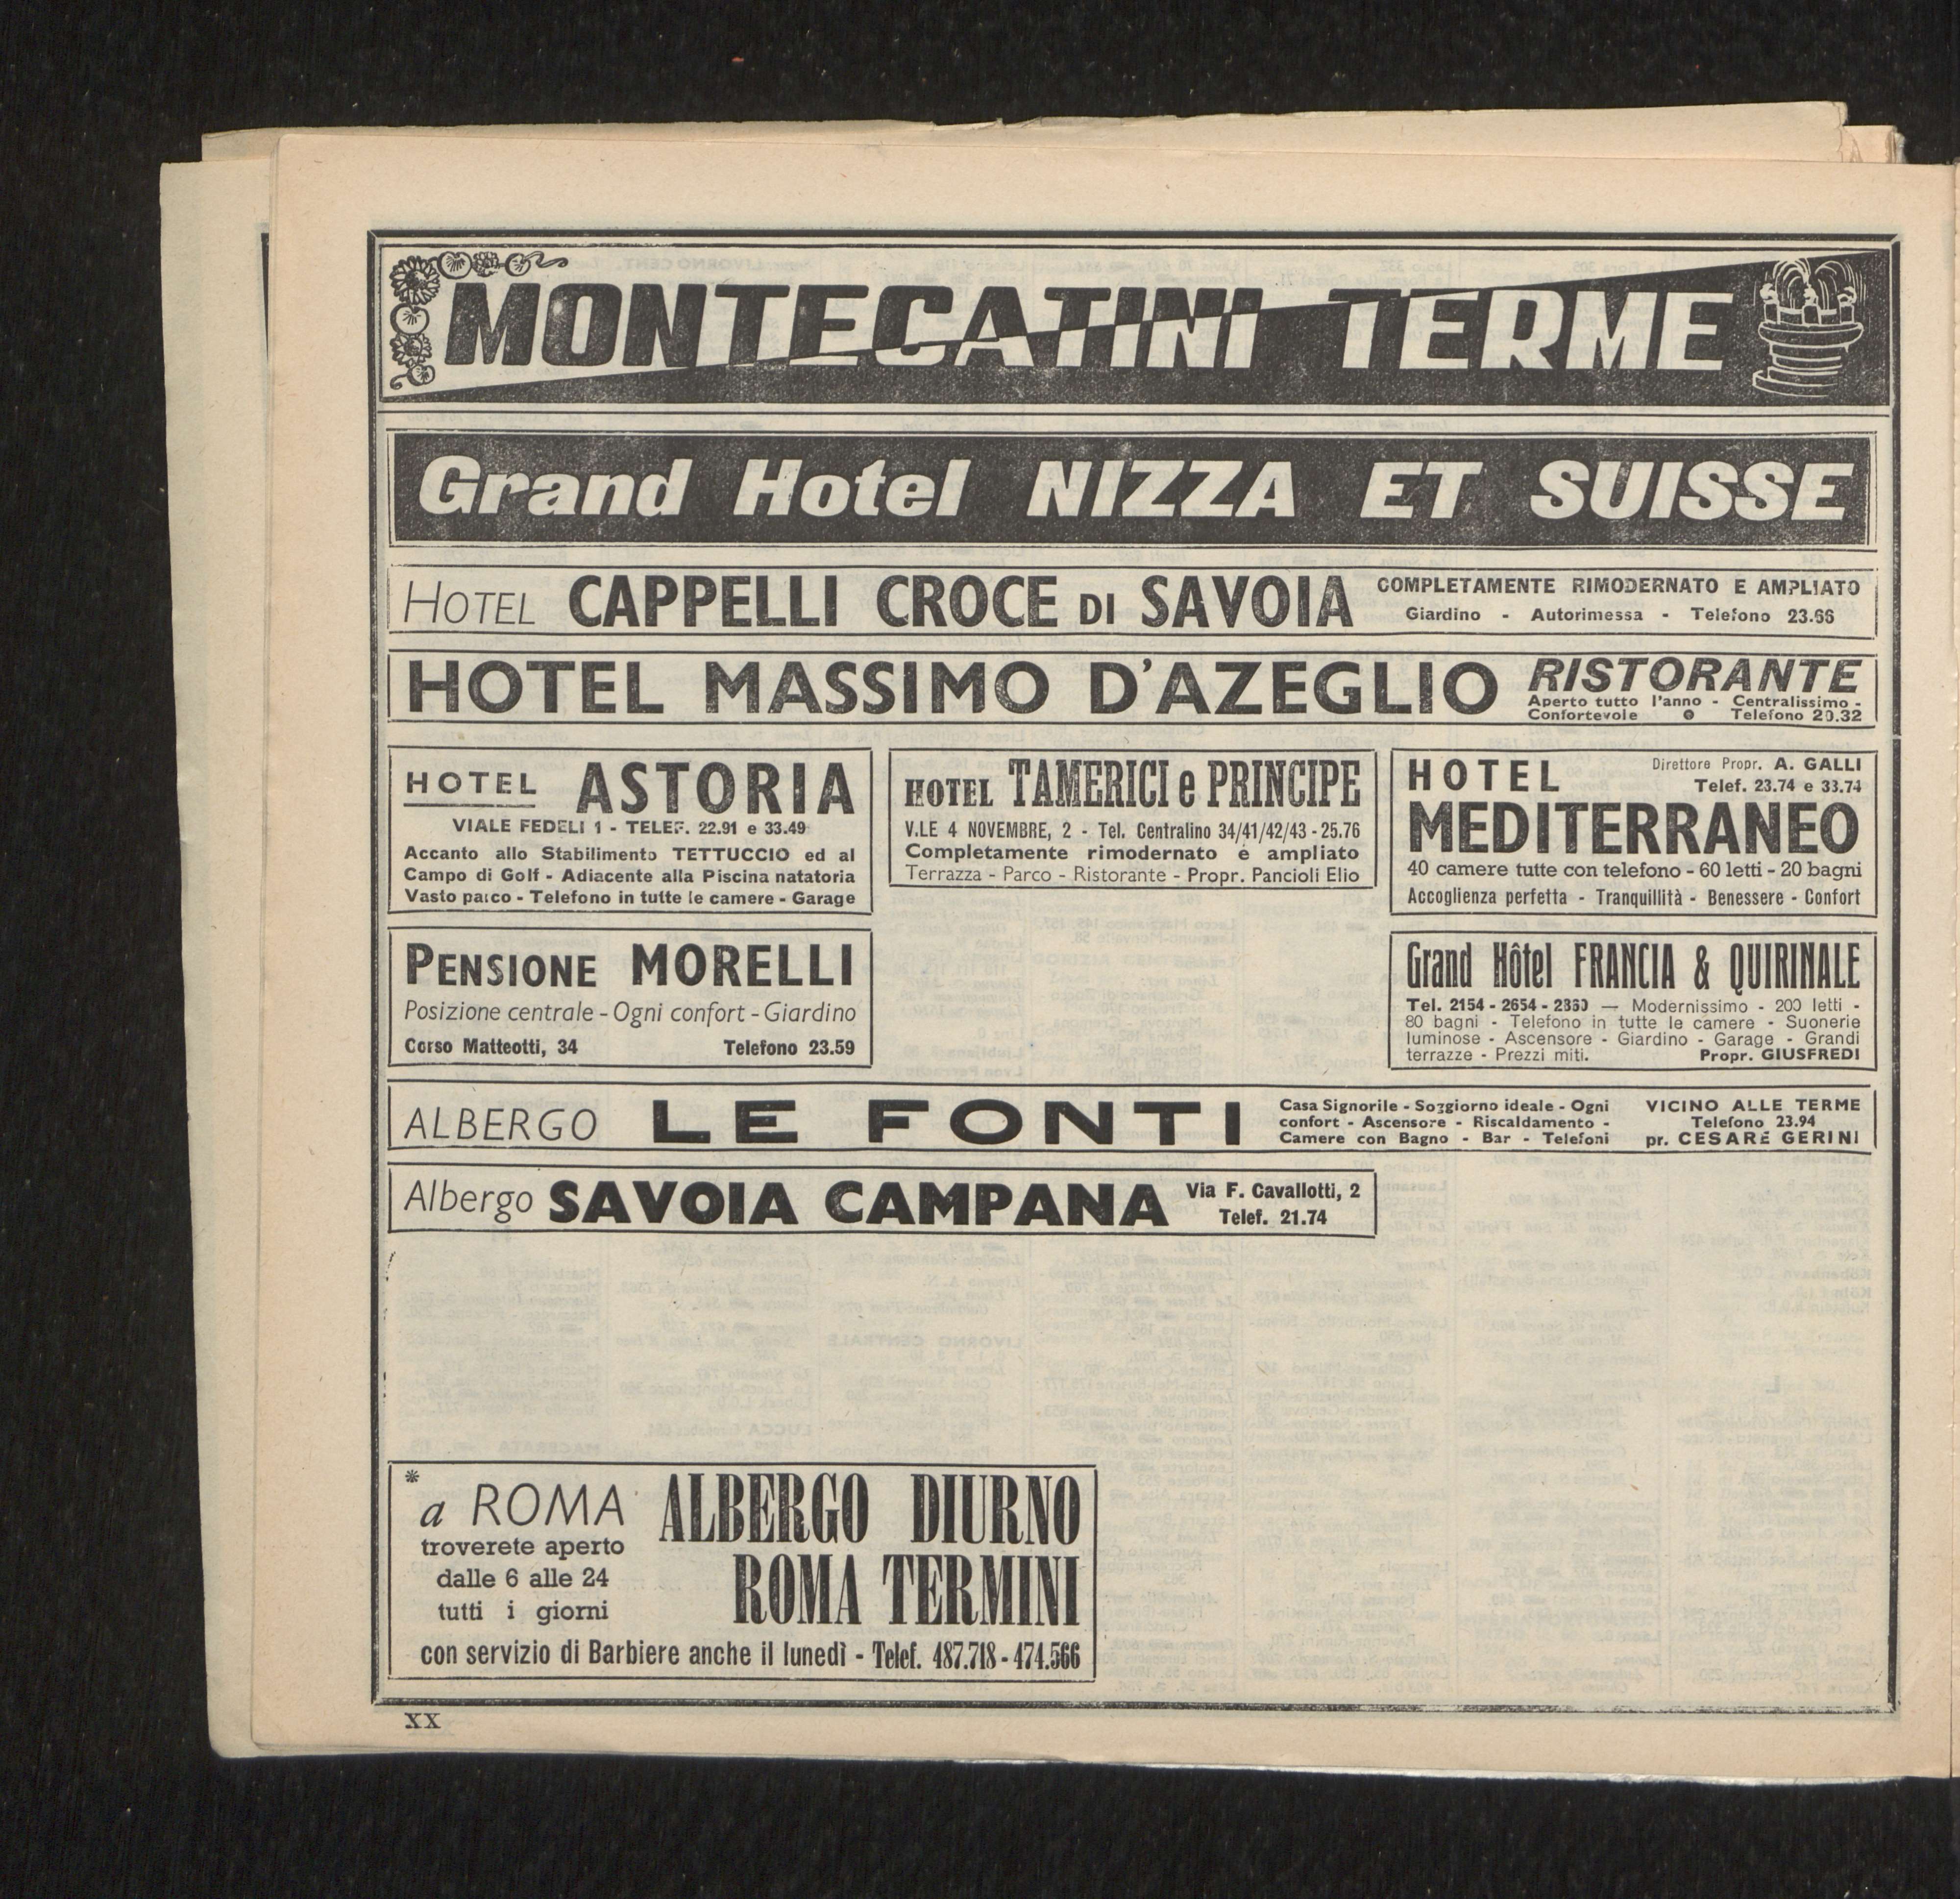 MONTECATINI TERME
Grand Hotel NIZZA ET SUISSE
HOTEL CAPPELLI CROCE DI SAVOIA
COMPLETAMENTE RIMODERNATO E AMPLIATO
Giardino - Autorimessa - Telefono 23.66
HOTEL MASSIMO D'AZEGLIO
RISTORANTE
Aperto tutto l'anno - Centralissimo -
Confortevole Telefono 20.32
HOTEL ASTORIA
VIALE FEDELI 1 - TELEF. 22.91 e 33.49
Accanto allo Stabilimento TETTUCCIO ed al
Campo di Golf - Adiacente alla Piscina natatoria
Vasto parco - Telefono in tutte le camere - Garage
HOTEL TAMERICI e PRINCIPE
V.LE 4 NOVEMBRE, 2 - Tel. Centralino 34/41/42/43 - 25.76
Completamente rimodernato e ampliato
Terrazza - Parco - Ristorante - Propr. Pancioli Elio
HOTEL
Direttore Propr. A. GALLI
Telef. 23.74 e 33.74
MEDITERRANEO
40 camere tutte con telefono - 60 letti - 20 bagni
Accoglienza perfetta - Tranquillità - Benessere - Confort
PENSIONE MORELLI
Posizione centrale - Ogni confort - Giardino
Corso Matteotti, 34 Telefono 23.59
Grand Hôtel FRANCIA & QUIRINALE
Tel. 2154 - 2654 - 2860 — Modernissimo - 200 letti -
80 bagni - Telefono in tutte le camere - Suonerie
luminose - Ascensore - Giardino - Garage - Grandi
terrazze - Prezzi miti. Propr. GIUSFREDI
ALBERGO LE FONTI
Casa Signorile - Soggiorno ideale - Ogni
confort - Ascensore - Riscaldamento -
Camere con Bagno - Bar - Telefoni
VICINO ALLE TERME
Telefono 23.94
pr. CESARE GERINI
Albergo SAVOIA CAMPANA
Via F. Cavallotti, 2
Telef. 21.74
* a ROMA
troverete aperto
dalle 6 alle 24
tutti i giorni
ALBERGO DIURNO
ROMA TERMINI
con servizio di Barbiere anche il lunedì - Telef. 487.718 - 474.566
XX